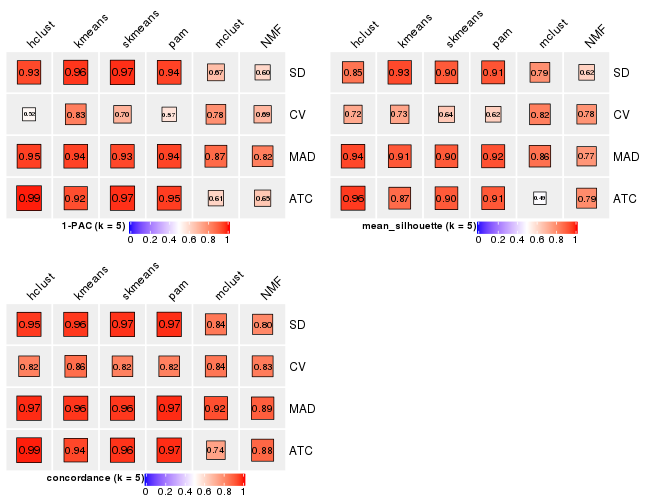 hclust kmeans skmeans pam mclust NMF
0.93 0.96 0.97 0.94 0.67 0.60 SD
0.83 0.70 0.57 0.78 0.69 CV
0.95 0.94 0.93 0.94 0.87 0.82 MAD
0.99 0.92 0.97 0.95 0.61 0.65 ATC
1-PAC (k = 5)
0 0.2 0.4 0.6 0.8 1
hclust kmeans skmeans pam mclust NMF
0.85 0.93 0.90 0.91 0.79 0.62 SD
0.72 0.73 0.64 0.62 0.82 0.78 CV
0.94 0.91 0.90 0.92 0.86 0.77 MAD
0.96 0.87 0.90 0.91 0.49 0.79 ATC
mean_silhouette (k = 5)
0 0.2 0.4 0.6 0.8 1
hclust kmeans skmeans pam mclust NMF
0.95 0.96 0.97 0.97 0.84 0.80 SD
0.82 0.86 0.82 0.82 0.84 0.83 CV
0.97 0.96 0.96 0.97 0.92 0.89 MAD
0.99 0.94 0.96 0.97 0.74 0.88 ATC
concordance (k = 5)
0 0.2 0.4 0.6 0.8 1